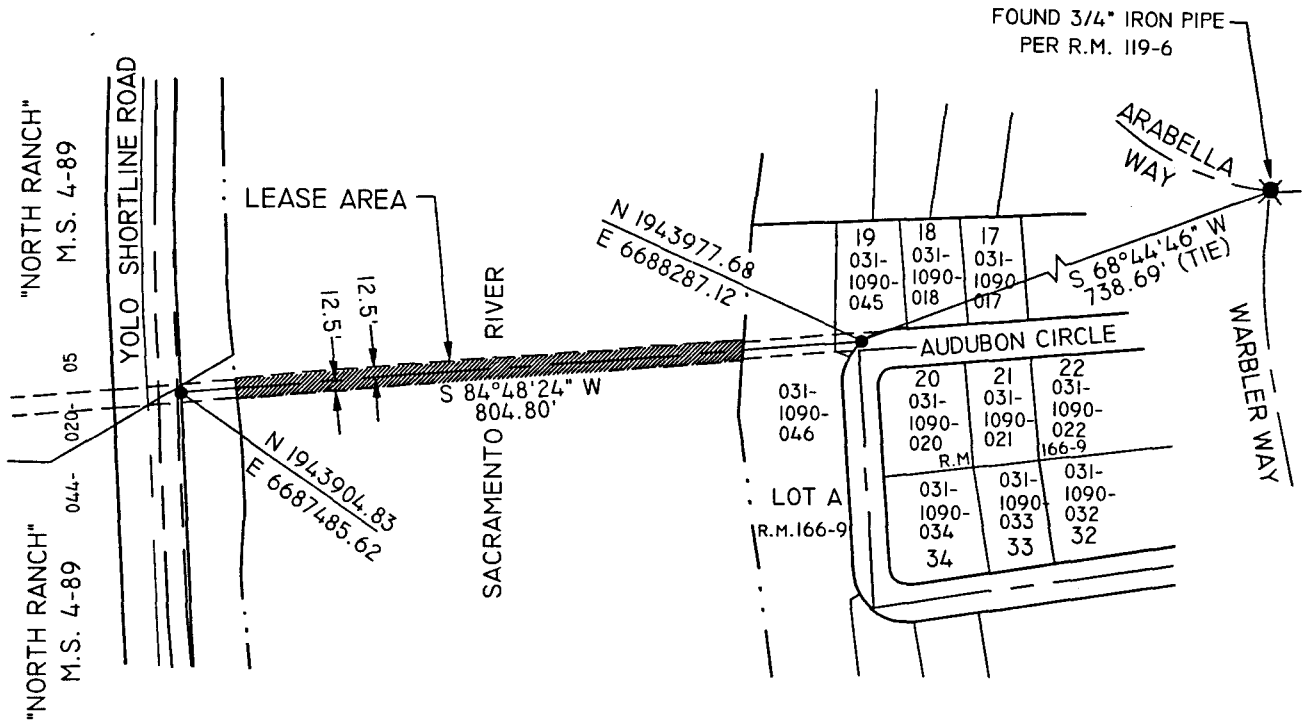 FOUND 3/4" IRON PIPE
PER R.M. 119-6
ARABELLA
WAY
S 68°44'46" W
738.69' (TIE)
WARBLER WAY
"NORTH RANCH"
M.S. 4-89
YOLO SHORTLINE ROAD
LEASE AREA
12.5'
12.5'
N 1943977.68
E 6688287.12
S 84°48'24" W
804.80'
SACRAMENTO RIVER
N 1943904.83
E 6687485.62
044-020-05
"NORTH RANCH"
M.S. 4-89
19
031-
1090-
045
18
031-
1090-
018
17
031-
1090-
017
AUDUBON CIRCLE
031-
1090-
046
LOT A
R.M.166-9
20
031-
1090-
020
21
031-
1090-
021
22
031-
1090-
022
R.M 166-9
031-
1090-
034
34
031-
1090-
033
33
031-
1090-
032
32